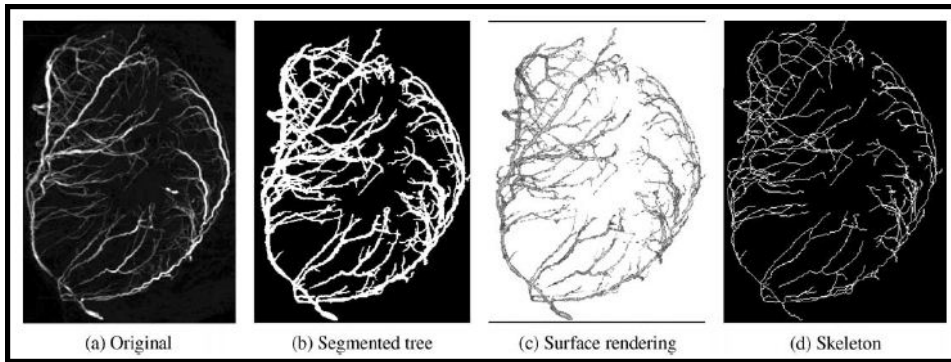 (a) Original
(b) Segmented tree
(c) Surface rendering
(d) Skeleton